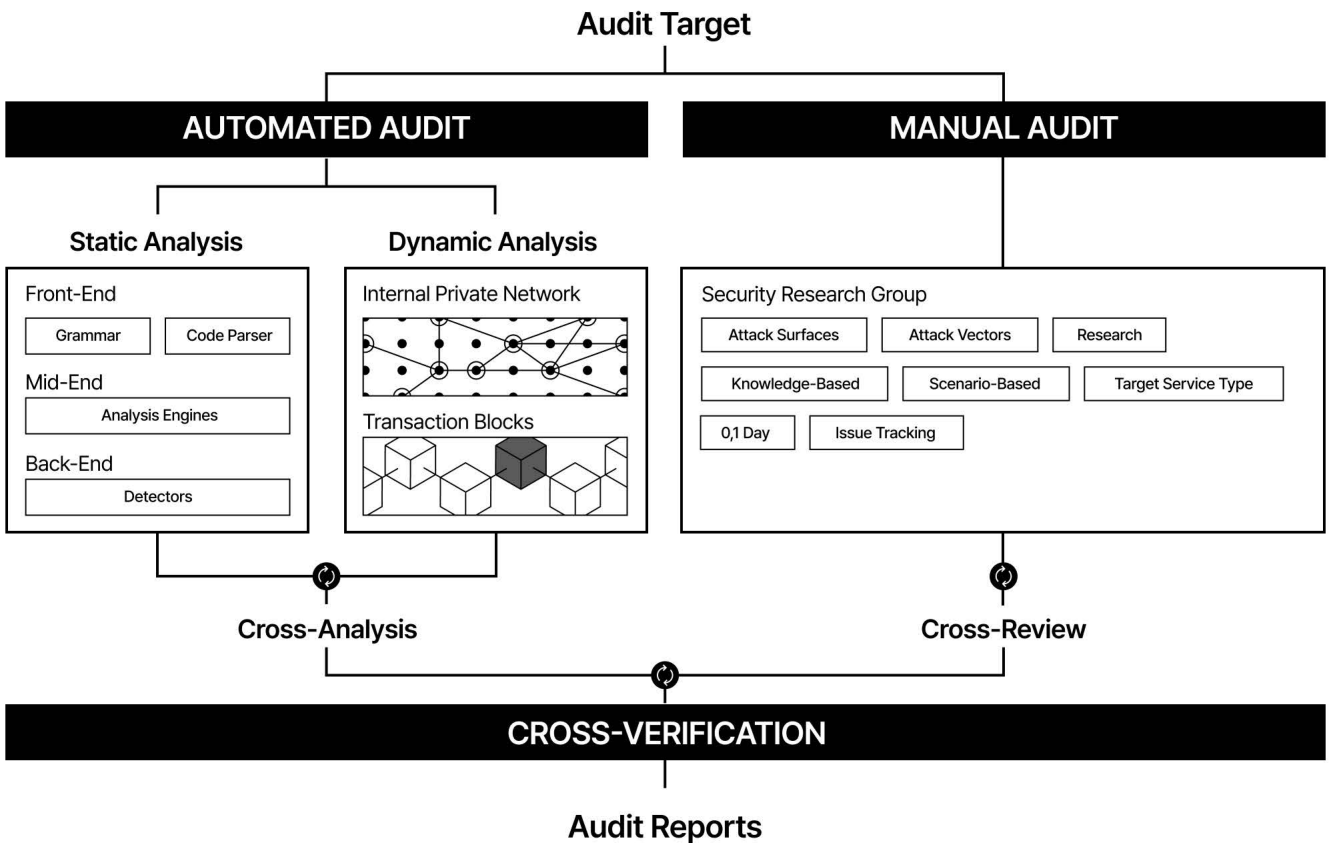 Audit Target
AUTOMATED AUDIT
MANUAL AUDIT
Static Analysis
Dynamic Analysis
Front-End
Grammar
Code Parser
Mid-End
Analysis Engines
Back-End
Detectors
Internal Private Network
Transaction Blocks
Security Research Group
Attack Surfaces
Attack Vectors
Research
Knowledge-Based
Scenario-Based
Target Service Type
0,1 Day
Issue Tracking
Cross-Analysis
Cross-Review
CROSS-VERIFICATION
Audit Reports